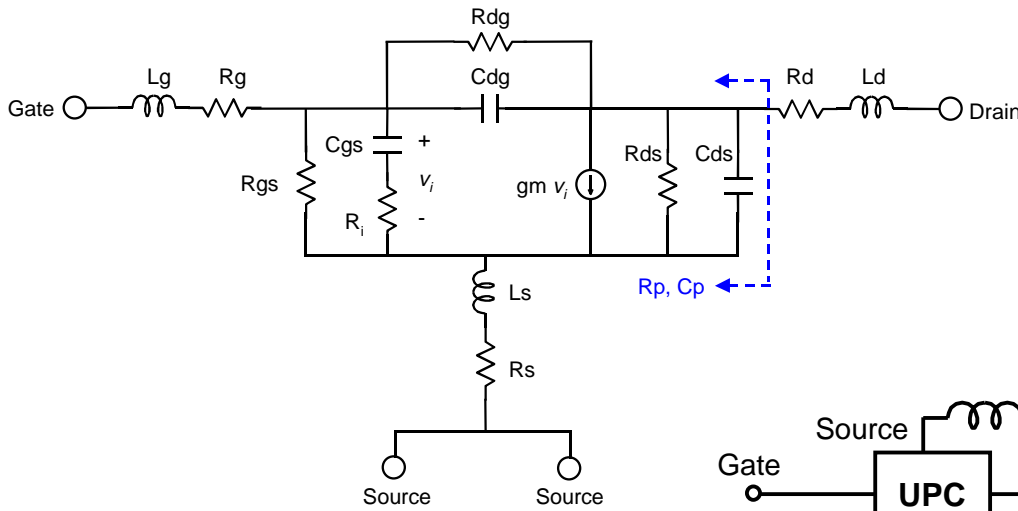 Rdg
Lg Rg Cdg Rd Ld
Gate Drain
Cgs + Rds Cds
Rgs vi gm vi
Ri -
Ls Rp, Cp
Rs
Source
Gate
Source Source UPC